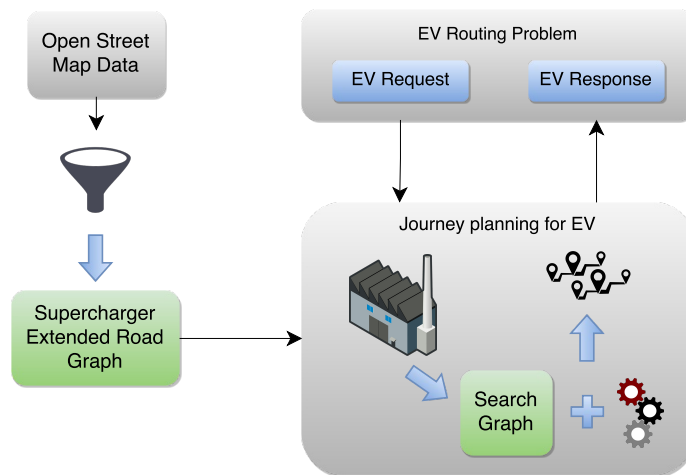 Open Street
Map Data
EV Routing Problem
EV Request
EV Response
Journey planning for EV
Supercharger
Extended Road
Graph
Search
Graph